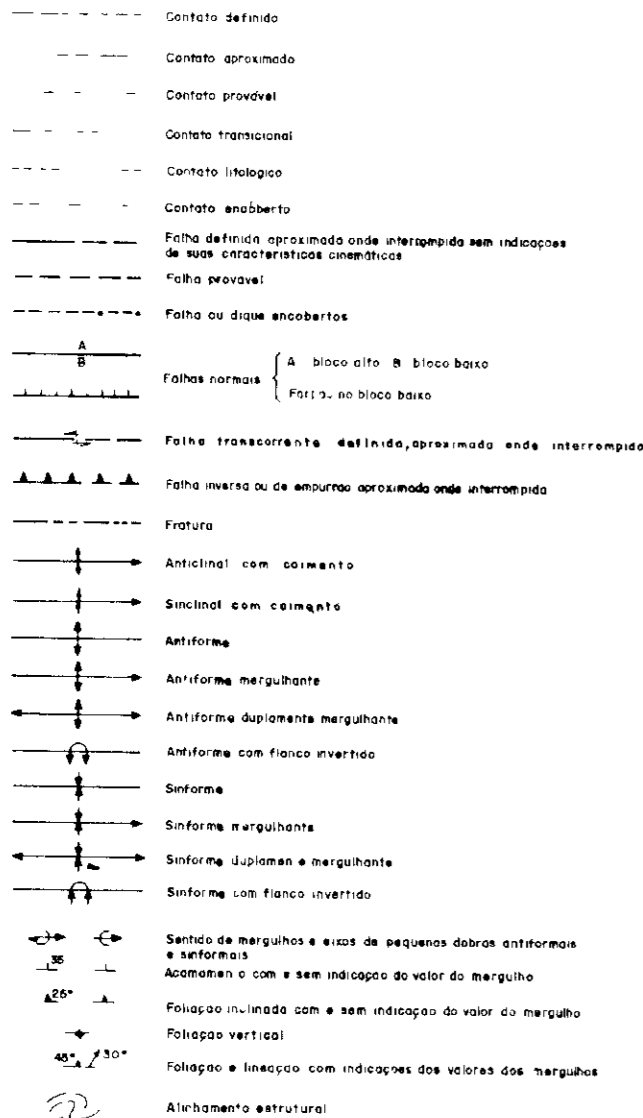 Contato definido
Contato aproximado
Contato provável
Contato transicional
Contato litologico
Contato encoberto
Falha definida aproximada onde interrompida sem indicações
de suas características cinemáticas
Falha provável
Falha ou dique encobertos
A
B
Falhas normais
A bloco alto B bloco baixo
no bloco baixo
Falha transcorrente definida, aproximada onde interrompida
Falha inversa ou de empurrão aproximada onde interrompida
Fratura
Anticlinal com caimento
Sinclinal com caimento
Antiforme
Antiforme mergulhante
Antiforme duplamente mergulhante
Antiforme com flanco invertido
Sinforme
Sinforme mergulhante
Sinforme duplamen e mergulhante
Sinforme com flanco invertido
Sentido de mergulhos e eixos de pequenas dobras antiformais
e sinformais
35
Acamamen o com e sem indicação do valor do mergulho
25°
Foliação inclinada com e sem indicação do valor do mergulho
Foliação vertical
45° 30°
Foliação e lineação com indicações dos valores dos mergulhos
Alinhamento estrutural